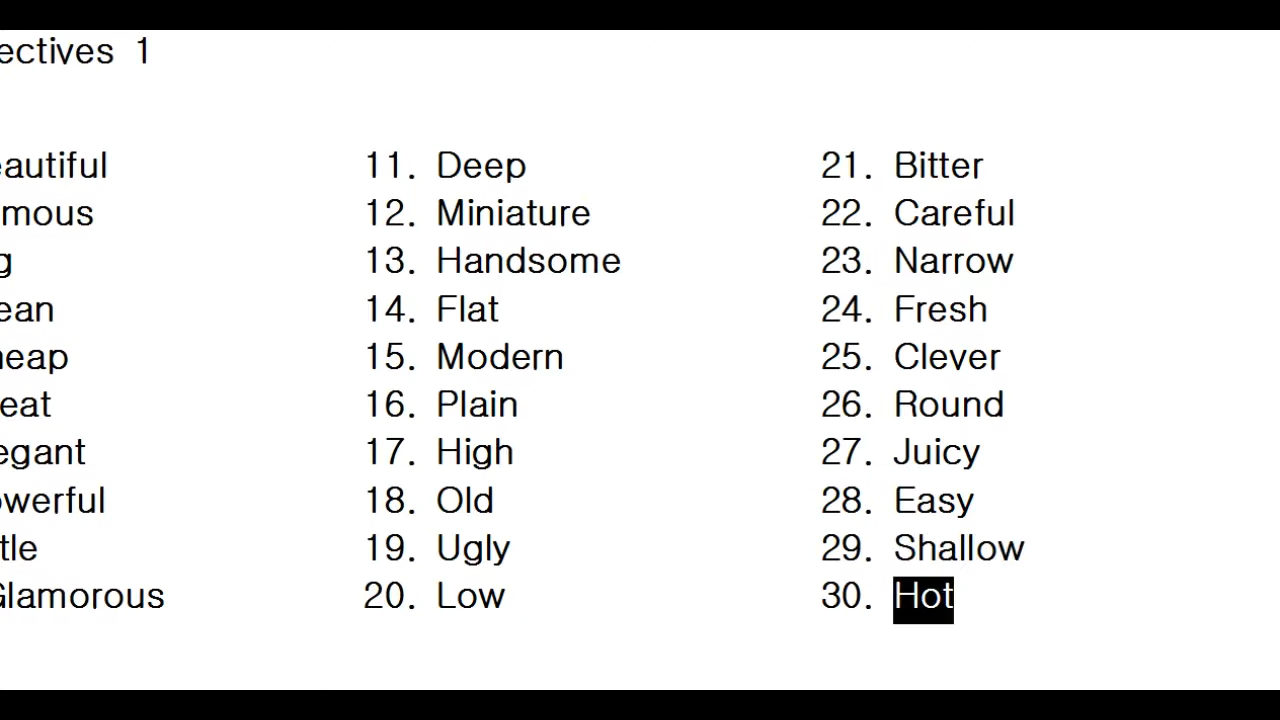 ectives 1
eautiful
mous
g
ean
heap
eat
egant
owerful
tle
Glamorous
11. Deep
12. Miniature
13. Handsome
14. Flat
15. Modern
16. Plain
17. High
18. Old
19. Ugly
20. Low
21. Bitter
22. Careful
23. Narrow
24. Fresh
25. Clever
26. Round
27. Juicy
28. Easy
29. Shallow
30. Hot